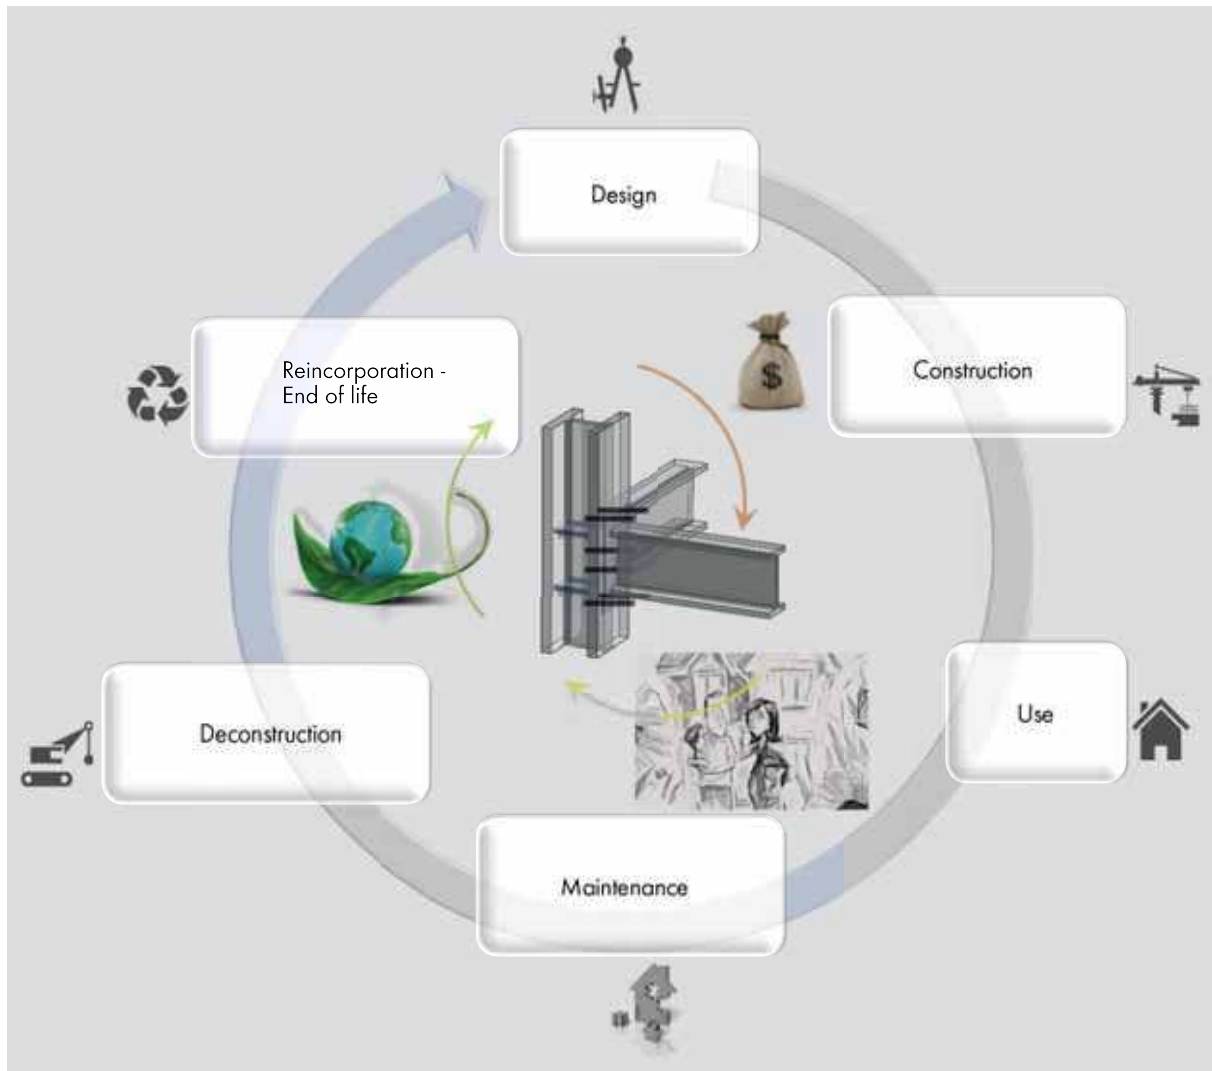 Design
Construction
$
Reincorporation -
End of life
Use
Deconstruction
Maintenance